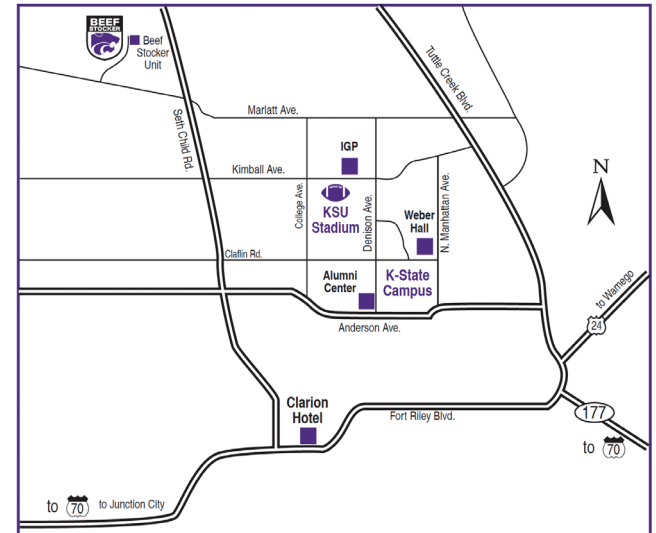 BEEF
STOCKER
Beef
Stocker
Unit
Tuttle Creek Blvd.
Seth Child Rd.
Marlatt Ave.
IGP
Kimball Ave.
N
College Ave.
KSU
Stadium
Denison Ave.
Weber
Hall
N. Manhattan Ave.
Claflin Rd.
Alumni
Center
K-State
Campus
to Wamego
24
Anderson Ave.
Clarion
Hotel
Fort Riley Blvd.
177
to 70
to 70 to Junction City